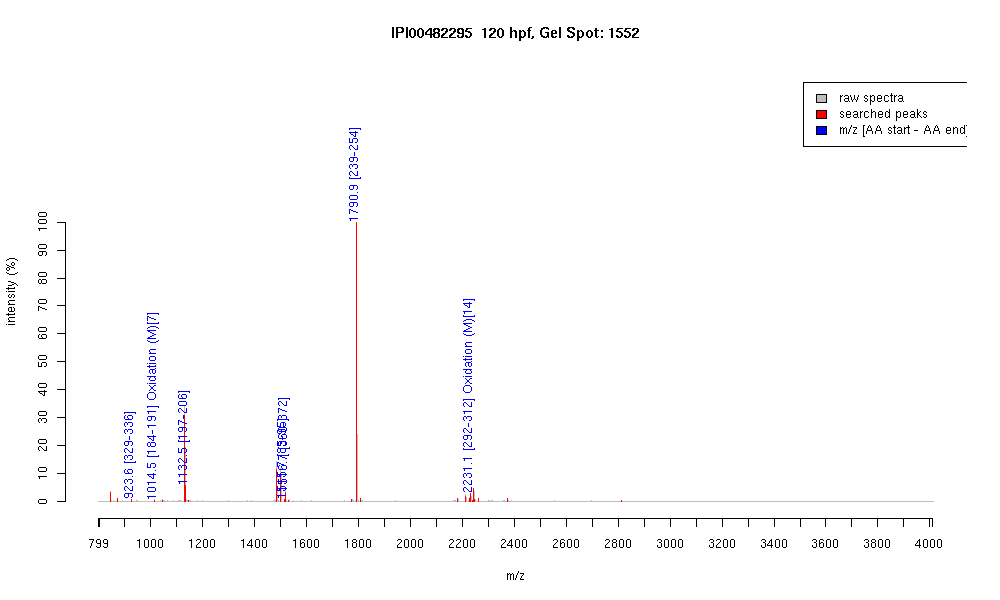 IPI00482295 120 hpf, Gel Spot: 1552
raw spectra
searched peaks
m/z [AA start - AA end]
1790.9 [239-254]
2231.1 [292-312] Oxidation (M)[14]
1014.5 [184-191] Oxidation (M)[7]
1132.5 [197-206]
923.6 [329-336]
intensity (%)
100
90
80
70
60
50
40
30
20
10
0
799 1000 1200 1400 1600 1800 2000 2200 2400 2600 2800 3000 3200 3400 3600 3800 4000
m/z